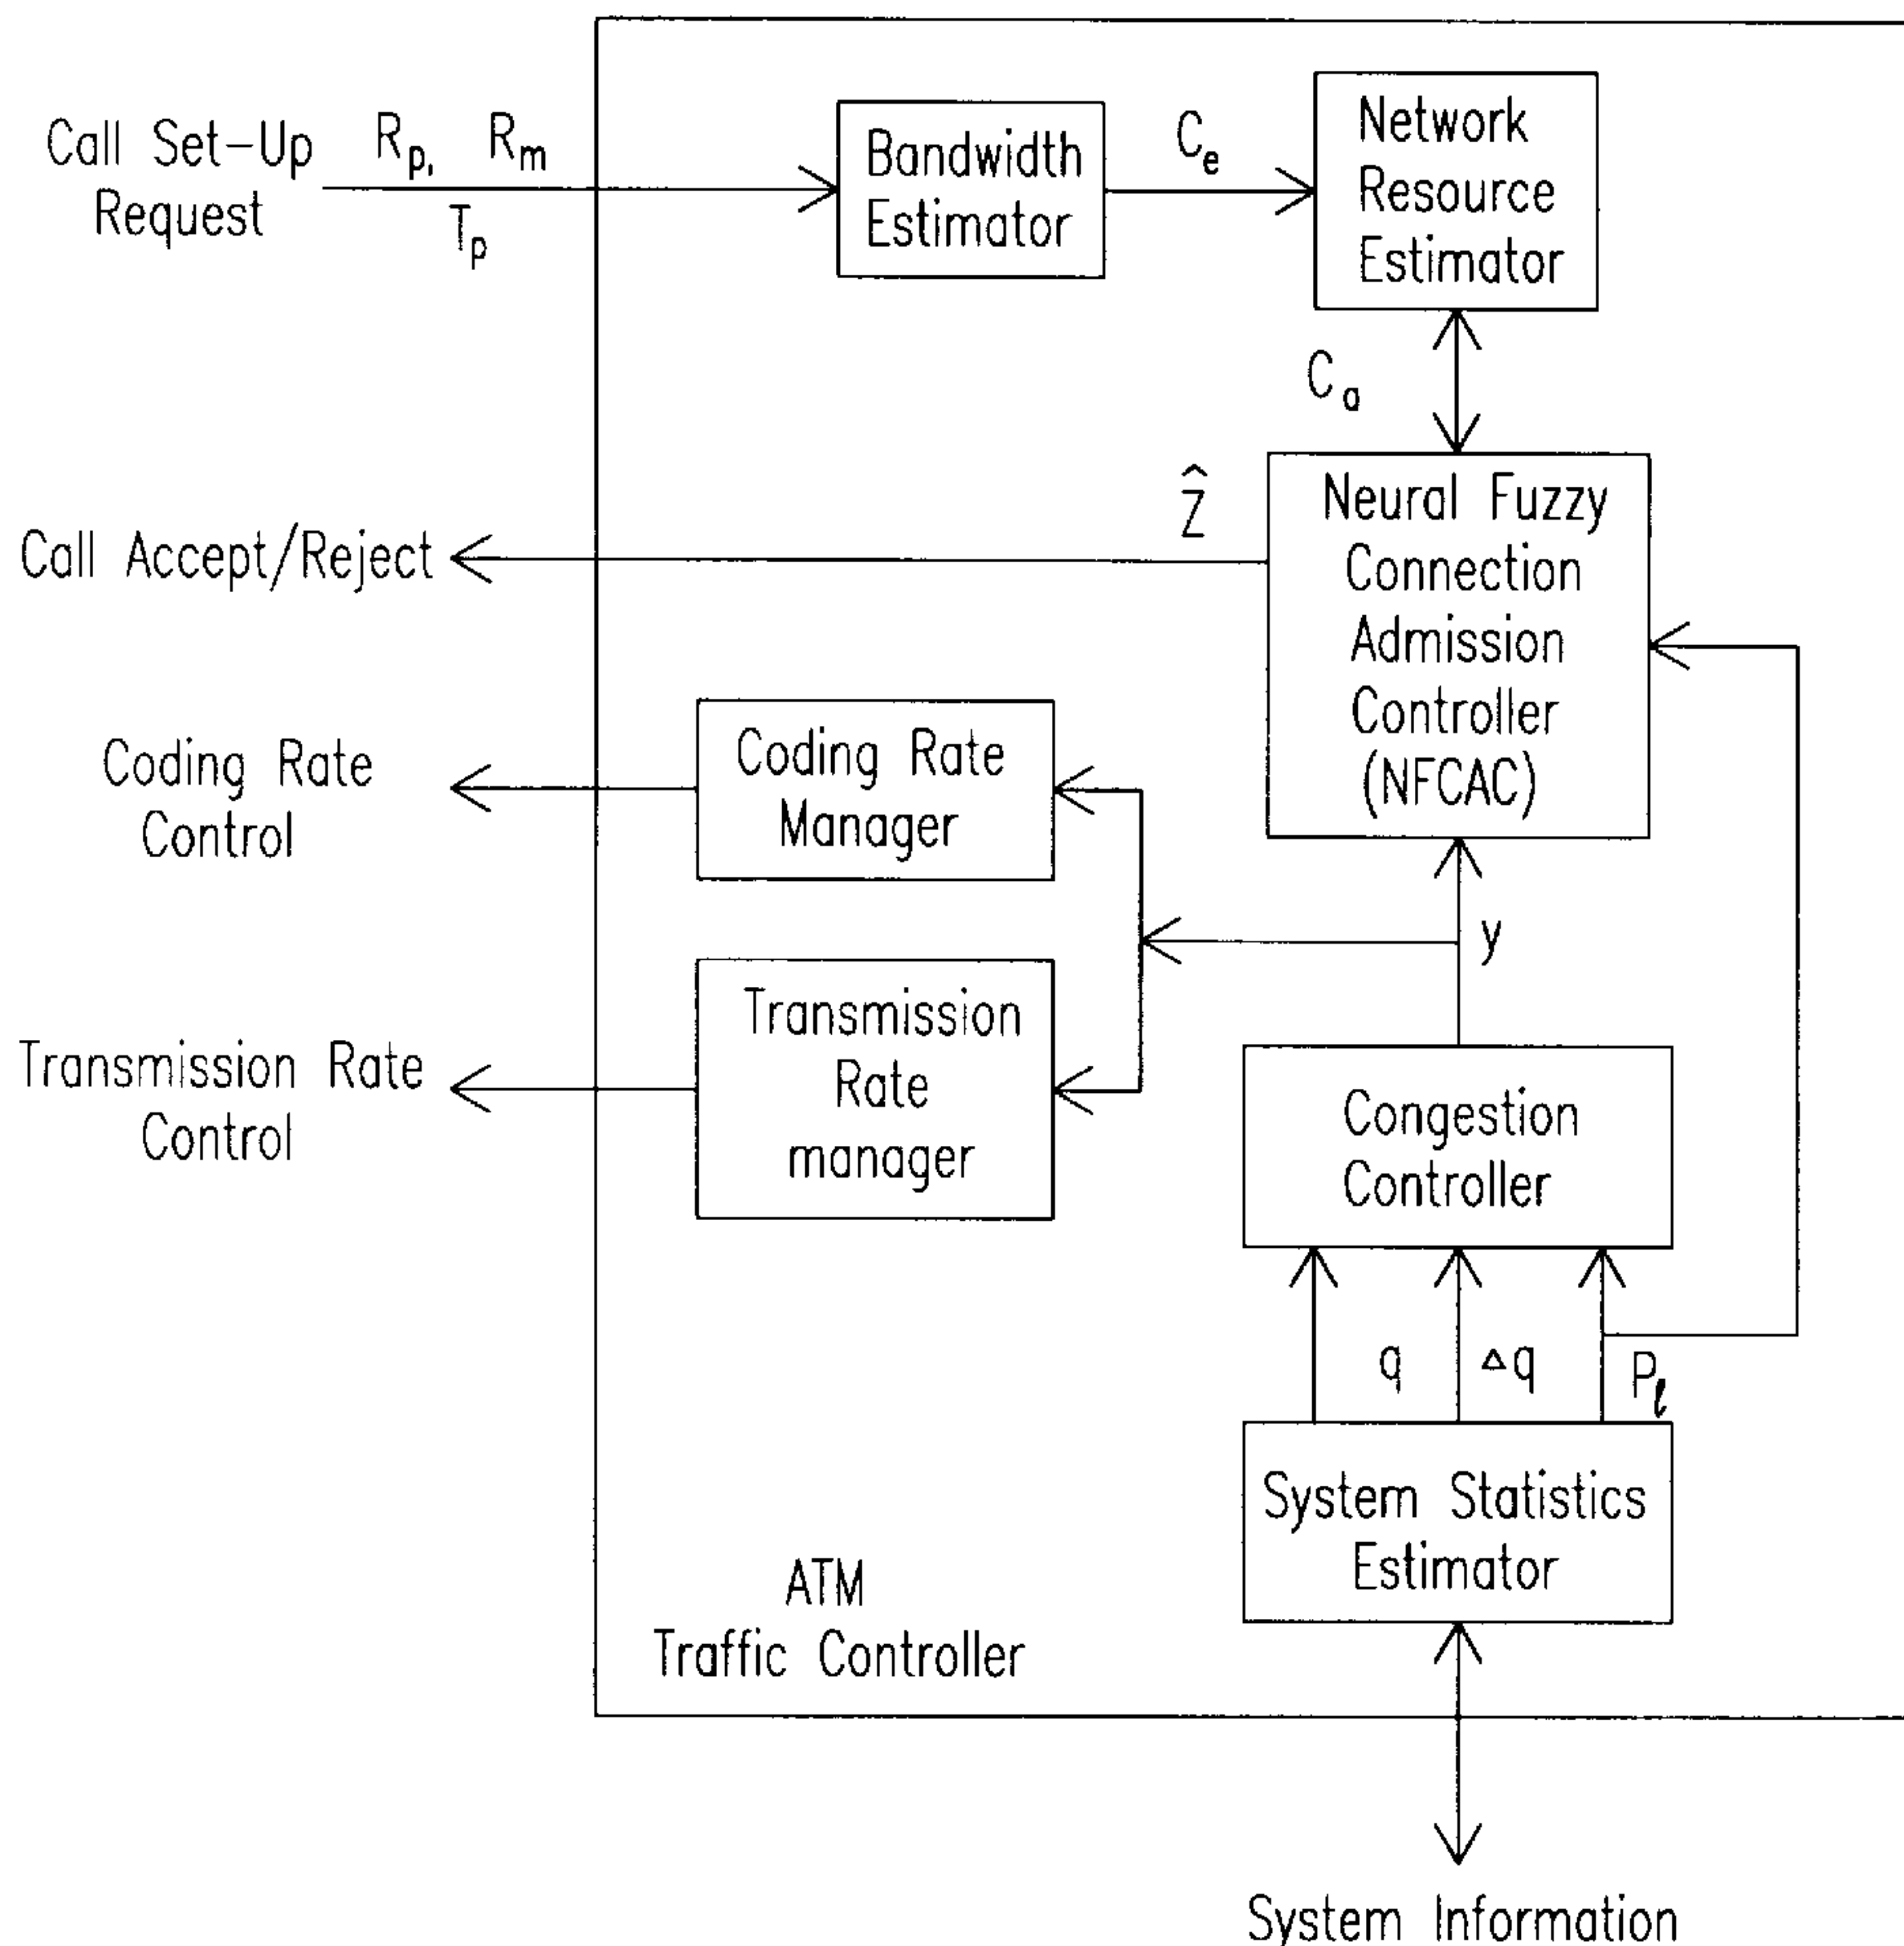 Call Set-Up
Request
Rp, Rm
Tp
Bandwidth
Estimator
Ce
Network
Resource
Estimator
Ca
Ẑ
Call Accept/Reject
Neural Fuzzy
Connection
Admission
Controller
(NFCAC)
Coding Rate
Control
Coding Rate
Manager
y
Transmission Rate
Control
Transmission
Rate
manager
Congestion
Controller
q
Δq
Pℓ
System Statistics
Estimator
ATM
Traffic Controller
System Information